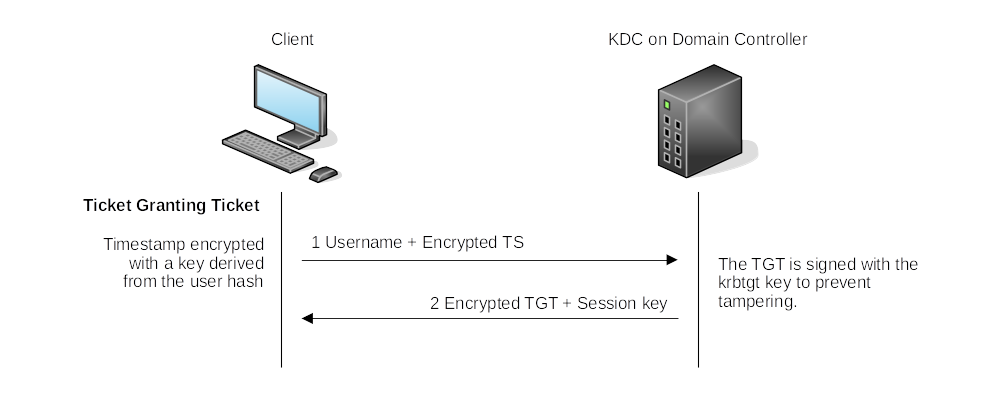 Client
KDC on Domain Controller
Ticket Granting Ticket
Timestamp encrypted
with a key derived
from the user hash
1 Username + Encrypted TS
2 Encrypted TGT + Session key
The TGT is signed with the
krbtgt key to prevent
tampering.